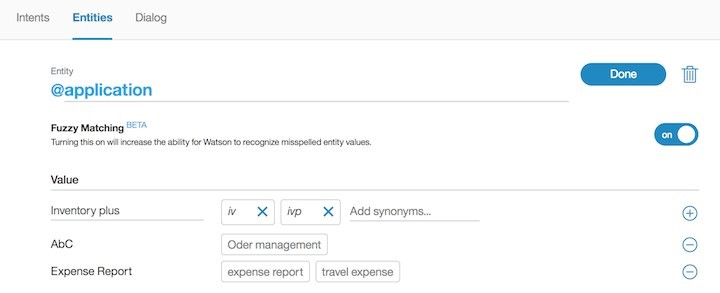 Intents Entities Dialog
Entity
@application
Done
Fuzzy Matching BETA
Turning this on will increase the ability for Watson to recognize misspelled entity values.
on
Value
Inventory plus iv ivp Add synonyms...
AbC Oder management
Expense Report expense report travel expense